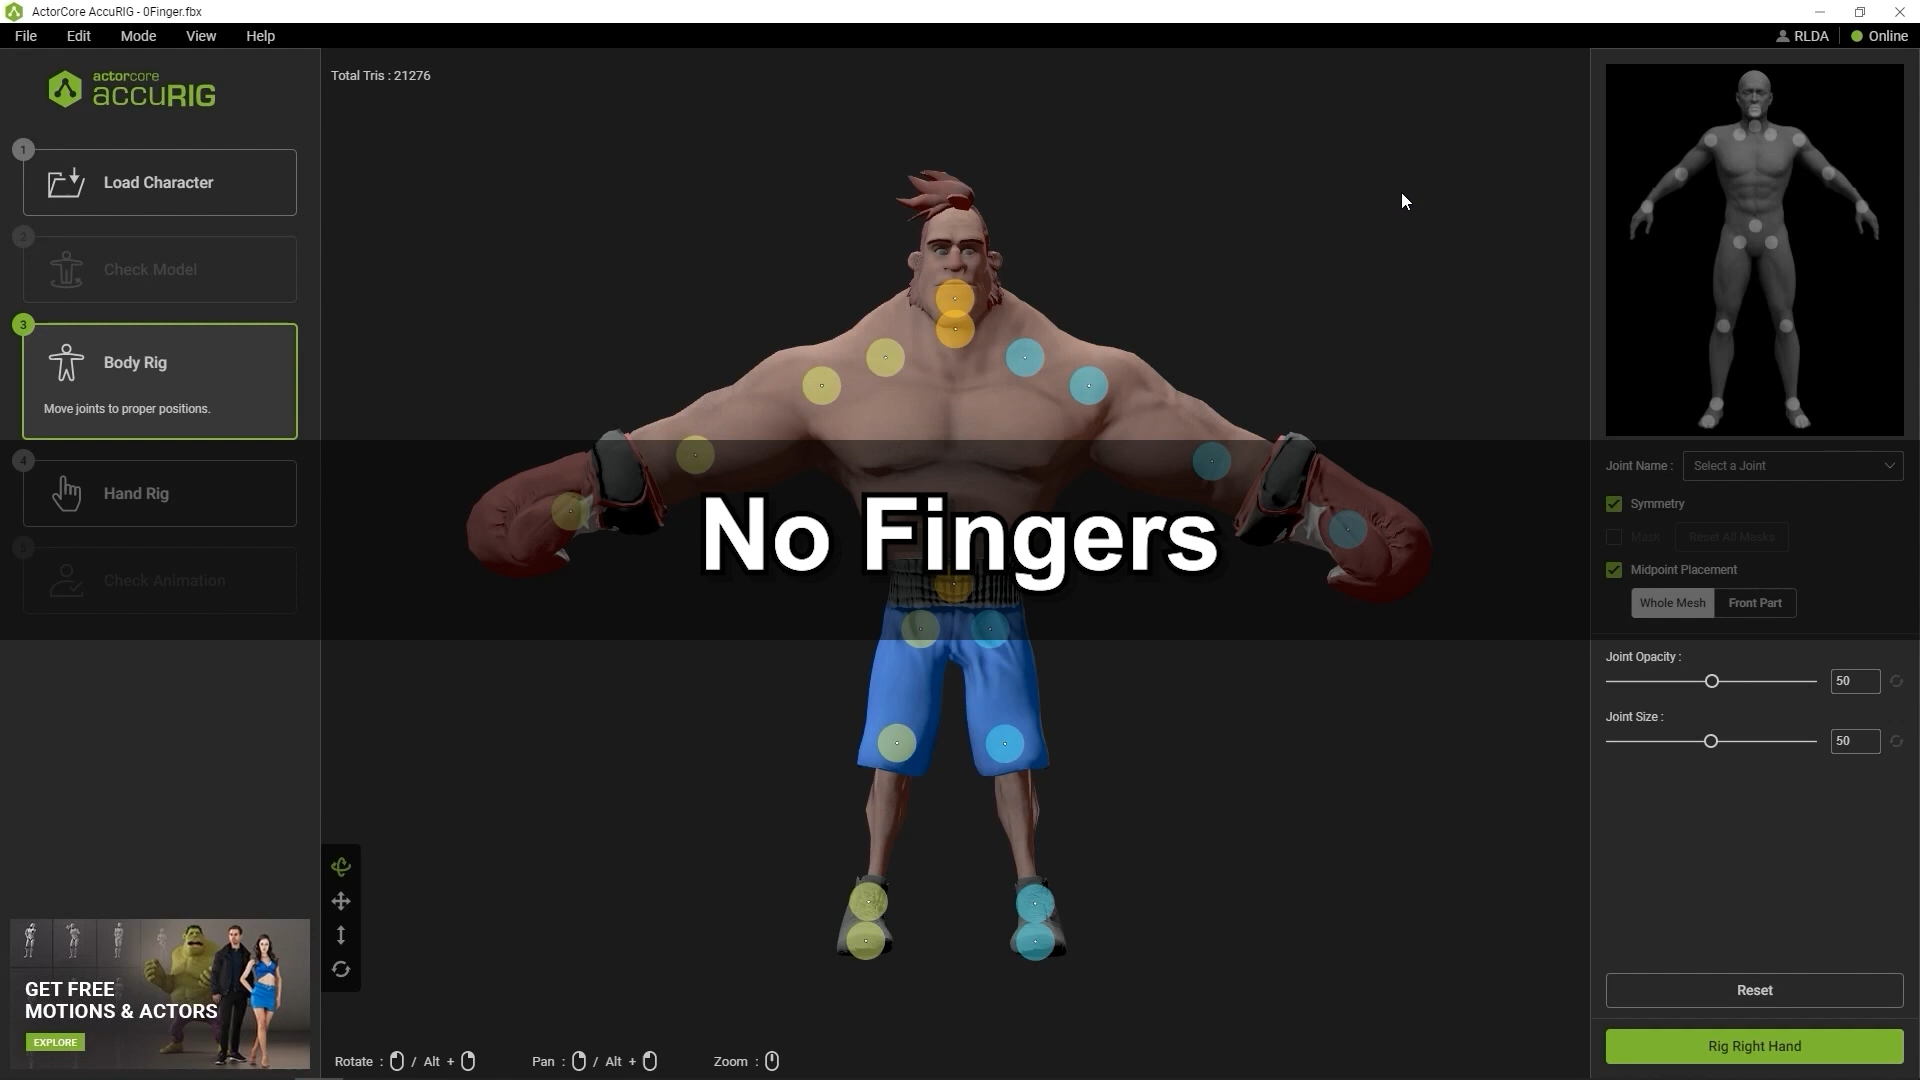 ActorCore AccuRIG - 0Finger.fbx
File Edit Mode View Help
RLDA Online
actorcore
accuRIG
1
Load Character
2
Check Model
3
Body Rig
Move joints to proper positions.
4
Hand Rig
5
Check Animation
GET FREE
MOTIONS & ACTORS
EXPLORE
Total Tris : 21276
No Fingers
Rotate : / Alt + Pan : / Alt + Zoom :
Joint Name : Select a Joint
Symmetry
Mask Reset All Masks
Midpoint Placement
Whole Mesh Front Part
Joint Opacity :
50
Joint Size :
50
Reset
Rig Right Hand